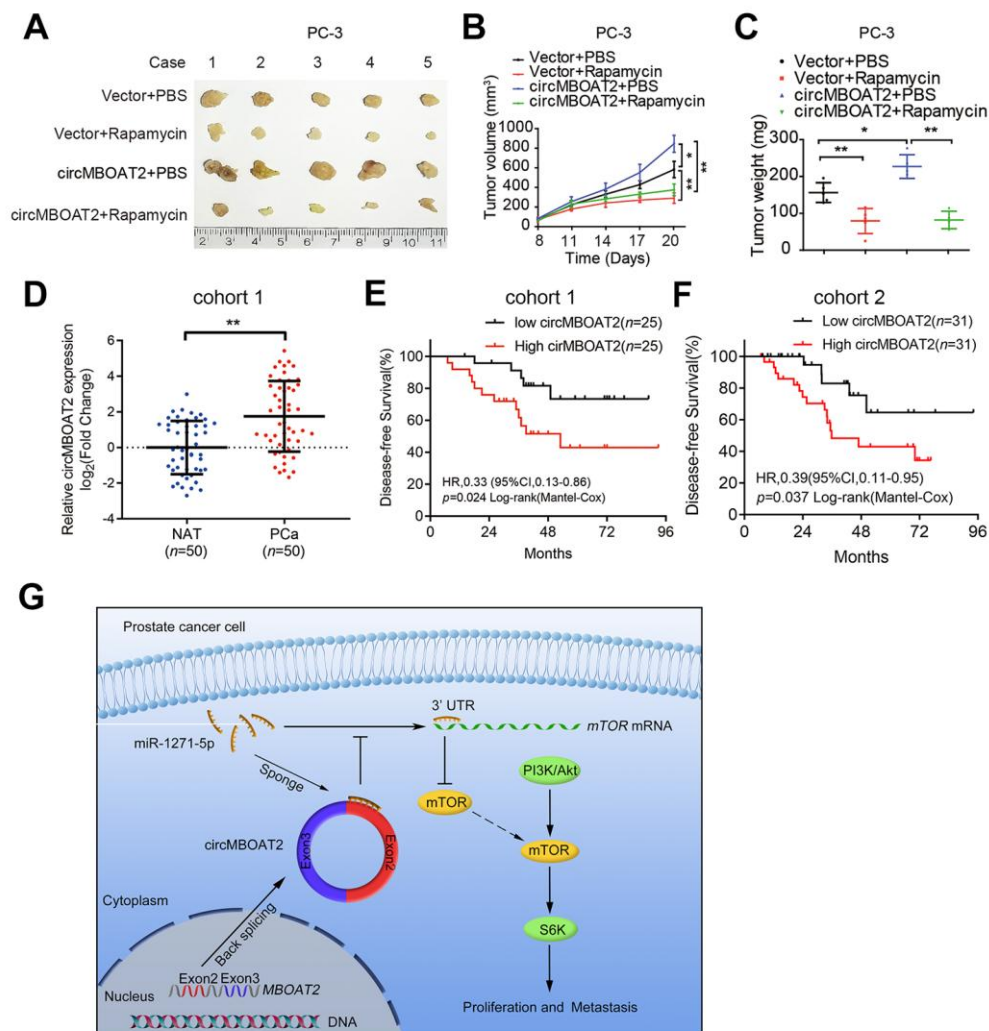 A
PC-3
Case 1 2 3 4 5
Vector+PBS
Vector+Rapamycin
circMBOAT2+PBS
circMBOAT2+Rapamycin
2 3 4 5 6 7 8 9 10 11
B
PC-3
Vector+PBS
Vector+Rapamycin
circMBOAT2+PBS
circMBOAT2+Rapamycin
Tumor volume (mm³)
1000
800
600
400
200
0
8 11 14 17 20
Time (Days)
*
**
**
C
PC-3
Vector+PBS
Vector+Rapamycin
circMBOAT2+PBS
circMBOAT2+Rapamycin
Tumor weight (mg)
300
200
100
0
*
**
**
D
cohort 1
**
Relative circMBOAT2 expression
log₂(Fold Change)
6
4
2
0
-2
-4
NAT
(n=50)
PCa
(n=50)
E
cohort 1
low circMBOAT2(n=25)
High cirMBOAT2(n=25)
Disease-free Survival(%)
100
80
60
40
20
0
HR,0.33 (95%CI,0.13-0.86)
p=0.024 Log-rank(Mantel-Cox)
0 24 48 72 96
Months
F
cohort 2
Low circMBOAT2(n=31)
High circMBOAT2(n=31)
Disease-free Survival(%)
100
80
60
40
20
0
HR,0.39(95%CI,0.11-0.95)
p=0.037 Log-rank(Mantel-Cox)
0 24 48 72 96
Months
G
Prostate cancer cell
miR-1271-5p
3' UTR
mTOR mRNA
Sponge
PI3K/Akt
mTOR
circMBOAT2
Exon3
Exon2
mTOR
Cytoplasm
Back splicing
S6K
Exon2 Exon3
MBOAT2
Nucleus
DNA
Proliferation and Metastasis